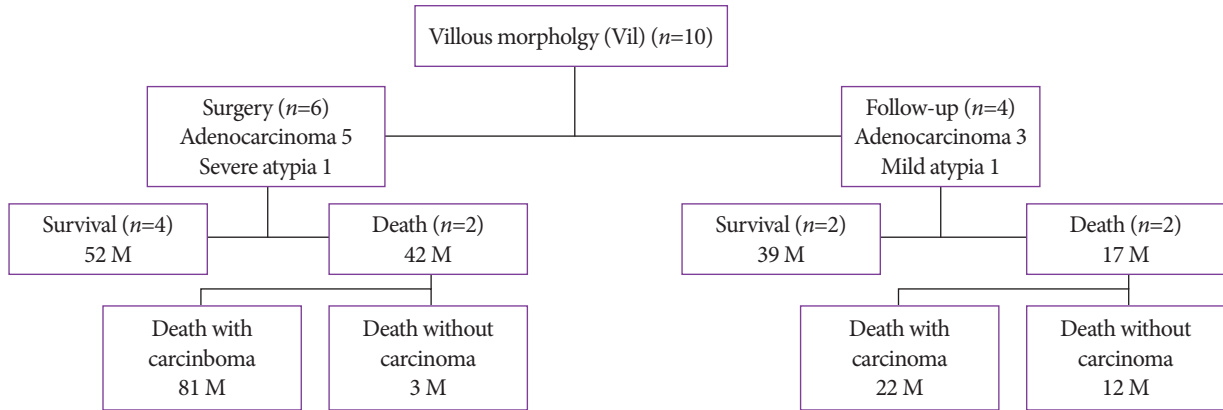 Villous morpholgy (Vil) (n=10)
Surgery (n=6)
Adenocarcinoma 5
Severe atypia 1
Follow-up (n=4)
Adenocarcinoma 3
Mild atypia 1
Survival (n=4)
52 M
Death (n=2)
42 M
Survival (n=2)
39 M
Death (n=2)
17 M
Death with
carcinboma
81 M
Death without
carcinoma
3 M
Death with
carcinoma
22 M
Death without
carcinoma
12 M